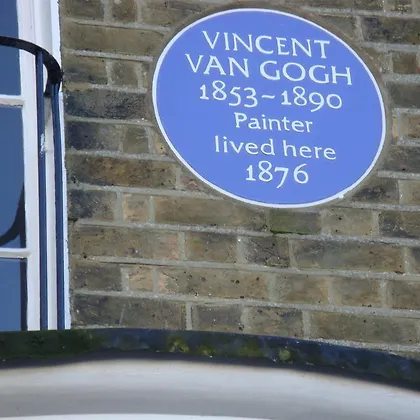 VINCENT
VAN GOGH
1853~1890
Painter
lived here
1876